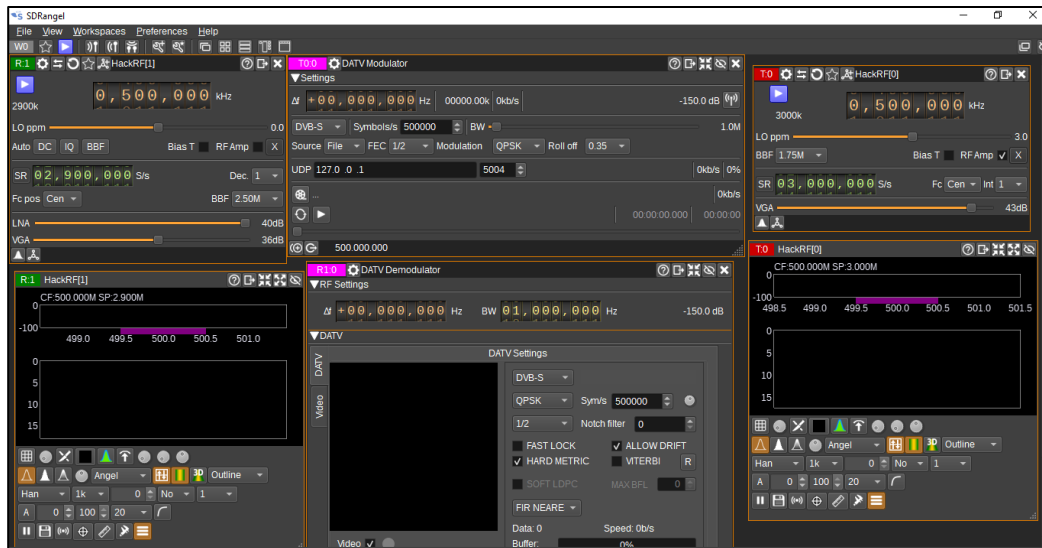 SDRangel
File View Workspaces Preferences Help
W0
R:1 HackRF[1]
2900k 0,500,000 kHz
LO ppm 0.0
Auto DC IQ BBF Bias T RF Amp X
SR 02,900,000 S/s Dec. 1
Fc pos Cen BBF 2.50M
LNA 40dB
VGA 36dB
T0:0 DATV Modulator
Settings
Δf +00,000,000 Hz 00000.00k 0kb/s -150.0 dB
DVB-S Symbols/s 500000 BW 1.0M
Source File FEC 1/2 Modulation QPSK Roll off 0.35
UDP 127.0 .0 .1 5004 0kb/s 0%
... 0kb/s
00:00:00.000 00:00:00
500.000.000
T:0 HackRF[0]
3000k 0,500,000 kHz
LO ppm 3.0
BBF 1.75M Bias T RF Amp X
SR 03,000,000 S/s Fc Cen Int 1
VGA 43dB
R:1 HackRF[1]
CF:500.000M SP:2.900M
0
-100
499.0 499.5 500.0 500.5 501.0
0
5
10
15
Angel 3D Outline
Han 1k 0 No 1
A 0 100 20
R1:0 DATV Demodulator
RF Settings
Δf +00,000,000 Hz BW 01,000,000 Hz -150.0 dB
DATV
DATV
Video
DATV Settings
DVB-S
QPSK Sym/s 500000
1/2 Notch filter 0
FAST LOCK ALLOW DRIFT
HARD METRIC VITERBI R
SOFT LDPC MAX BFL 0
FIR NEARE
Data: 0 Speed: 0b/s
Video Buffer: 0%
T:0 HackRF[0]
CF:500.000M SP:3.000M
0
-100
498.5 499.0 499.5 500.0 500.5 501.0 501.5
0
5
10
15
Angel 3D Outline
Han 1k 0 No 1
A 0 100 20